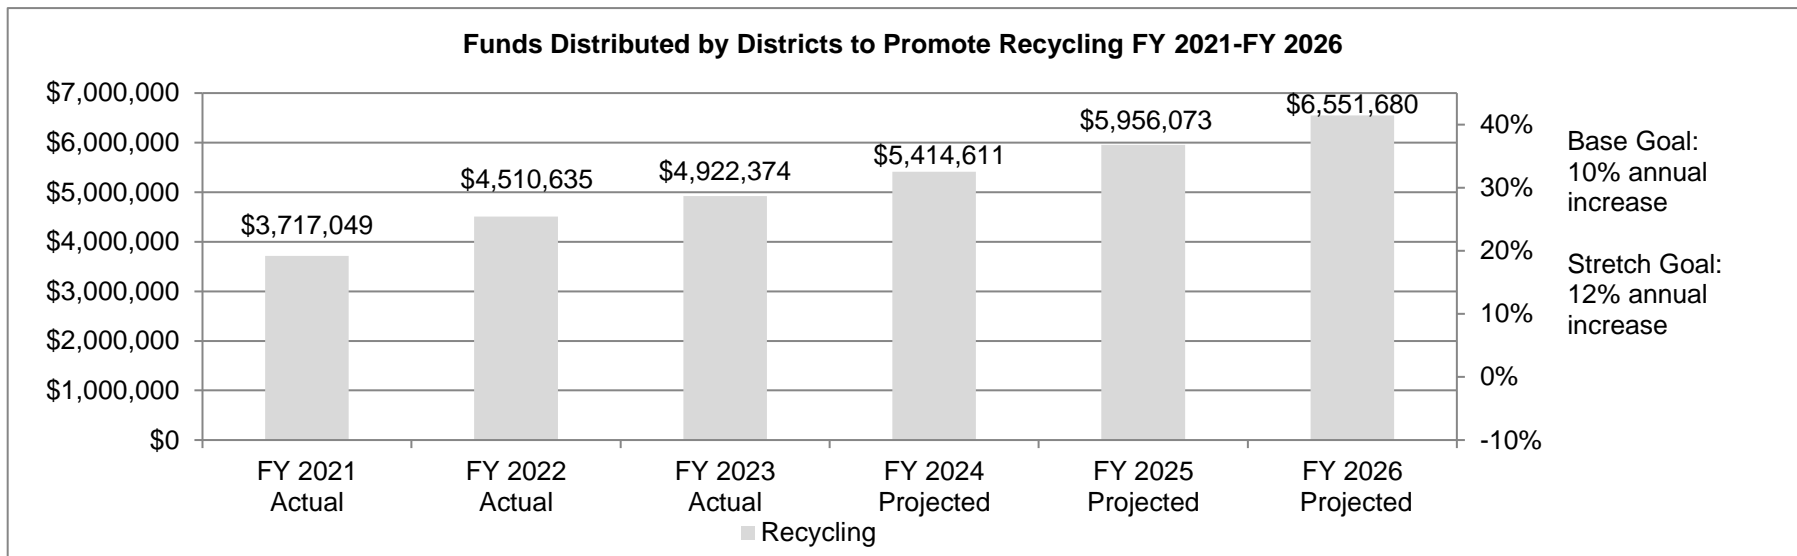 Funds Distributed by Districts to Promote Recycling FY 2021-FY 2026
$7,000,000
$6,000,000
$5,000,000
$4,000,000
$3,000,000
$2,000,000
$1,000,000
$0
$3,717,049
$4,510,635
$4,922,374
$5,414,611
$5,956,073
$6,551,680
40%
30%
20%
10%
0%
-10%
Base Goal:
10% annual
increase
Stretch Goal:
12% annual
increase
FY 2021
Actual
FY 2022
Actual
FY 2023
Actual
FY 2024
Projected
FY 2025
Projected
FY 2026
Projected
Recycling